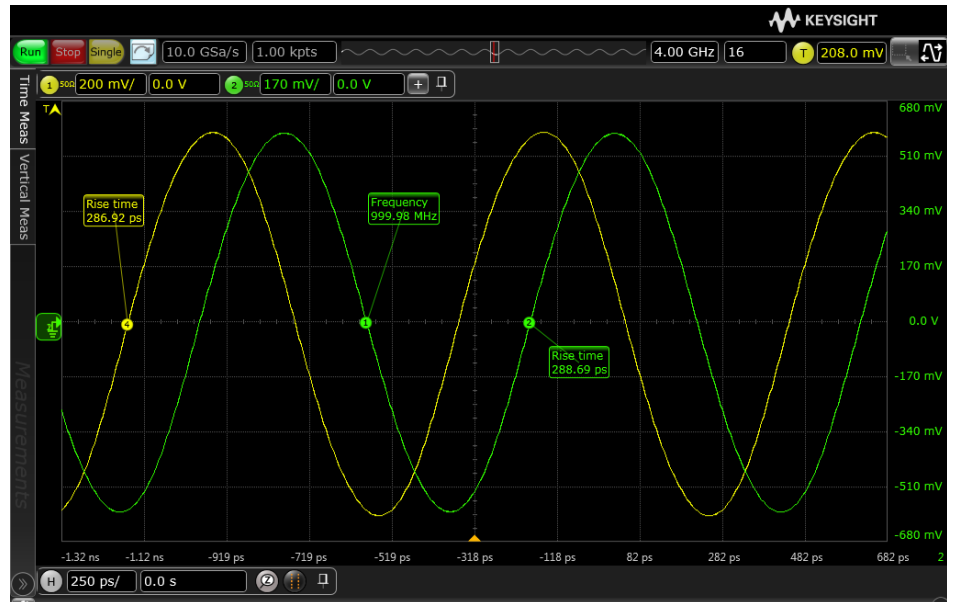 KEYSIGHT
Run Stop Single 10.0 GSa/s 1.00 kpts 4.00 GHz 16 T 208.0 mV
1 50Ω 200 mV/ 0.0 V 2 50Ω 170 mV/ 0.0 V +
Time Meas
Vertical Meas
Measurements
T
680 mV
510 mV
340 mV
170 mV
0.0 V
-170 mV
-340 mV
-510 mV
-680 mV
Rise time
286.92 ps
Frequency
999.98 MHz
4
1
2
Rise time
288.69 ps
-1.32 ns -1.12 ns -919 ps -719 ps -519 ps -318 ps -118 ps 82 ps 282 ps 482 ps 682 ps 2
H 250 ps/ 0.0 s Z